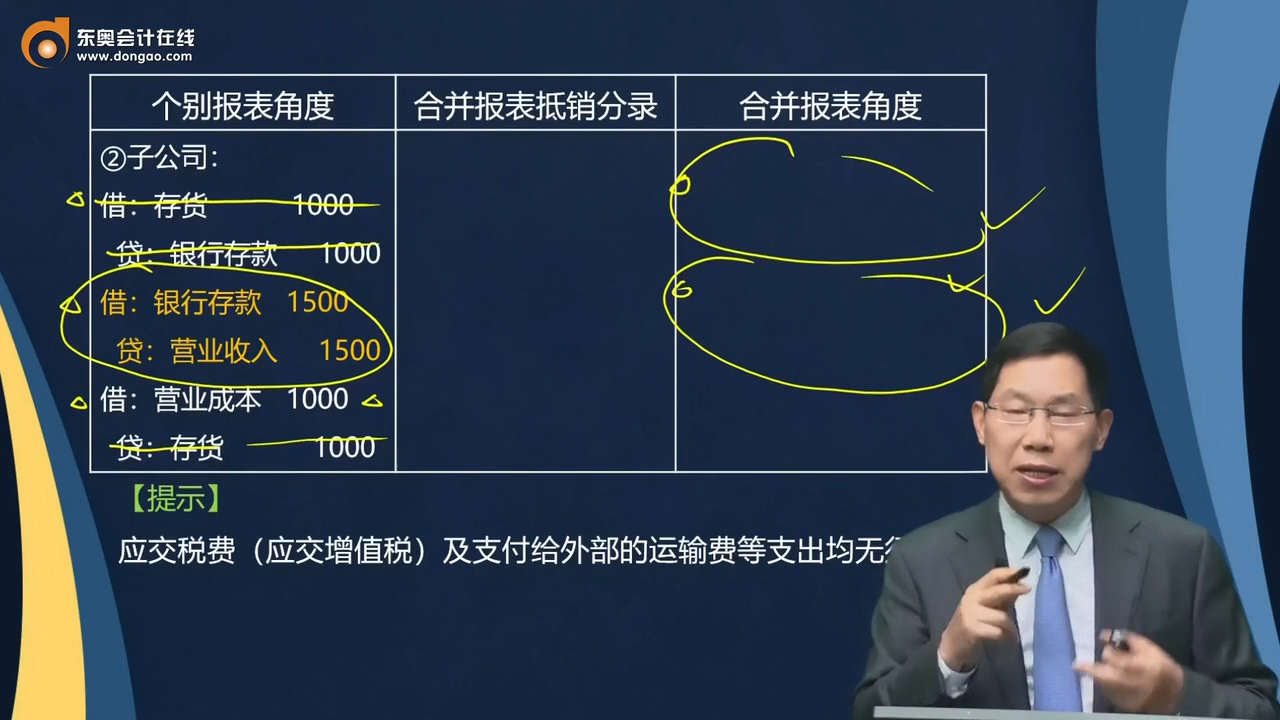 东奥会计在线
www.dongao.com
个别报表角度 合并报表抵销分录 合并报表角度
②子公司：
借：存货 1000
贷：银行存款 1000
借：银行存款 1500
贷：营业收入 1500
借：营业成本 1000
贷：存货 1000
【提示】
应交税费（应交增值税）及支付给外部的运输费等支出均无